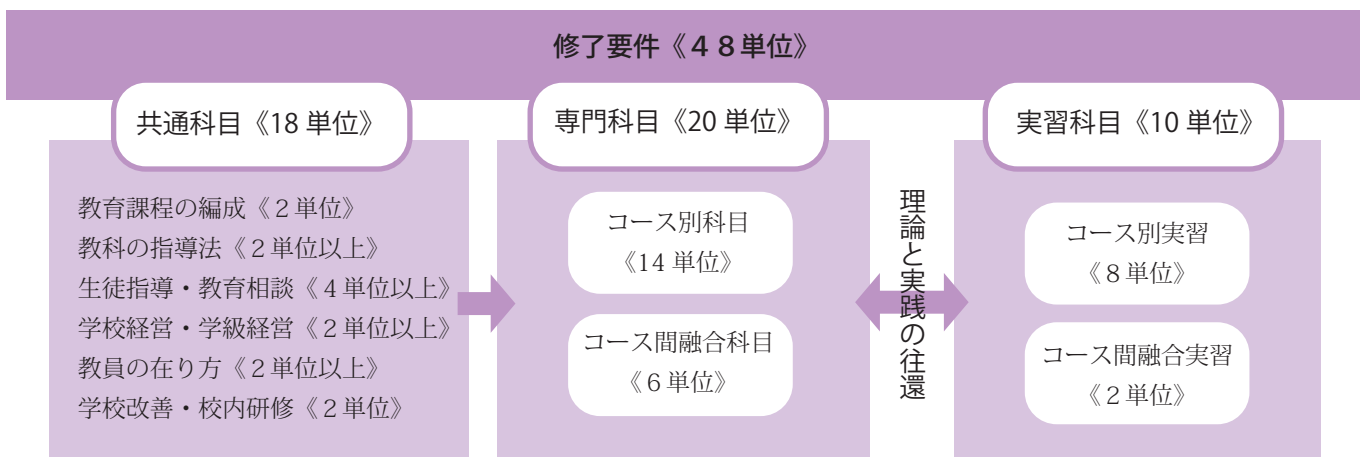 修了要件《４８単位》
共通科目《18 単位》
教育課程の編成《２単位》
教科の指導法《２単位以上》
生徒指導・教育相談《４単位以上》
学校経営・学級経営《２単位以上》
教員の在り方《２単位以上》
学校改善・校内研修《２単位》
専門科目《20 単位》
コース別科目
《14 単位》
コース間融合科目
《６単位》
理論と実践の往還
実習科目《10 単位》
コース別実習
《８単位》
コース間融合実習
《２単位》